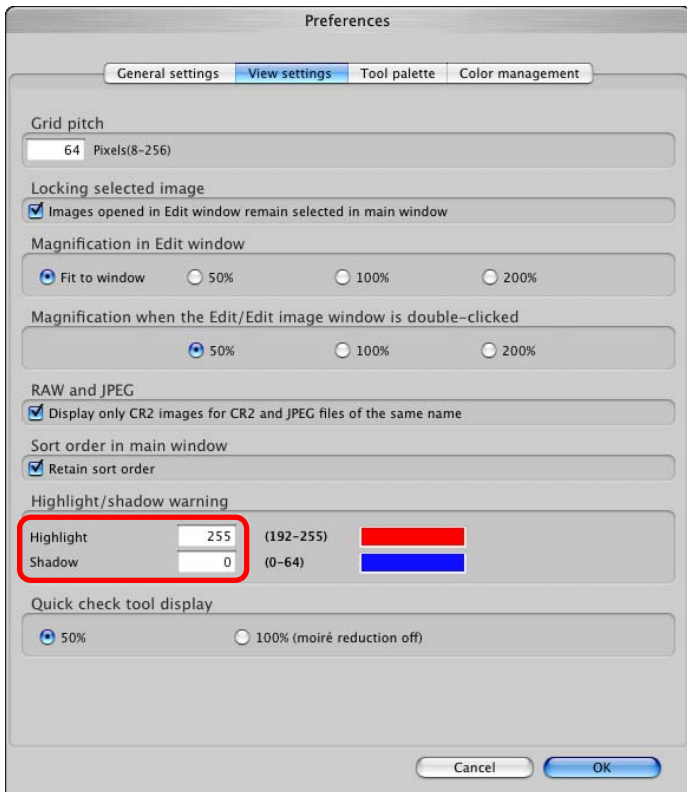 Preferences
General settings View settings Tool palette Color management
Grid pitch
64 Pixels(8-256)
Locking selected image
Images opened in Edit window remain selected in main window
Magnification in Edit window
Fit to window 50% 100% 200%
Magnification when the Edit/Edit image window is double-clicked
50% 100% 200%
RAW and JPEG
Display only CR2 images for CR2 and JPEG files of the same name
Sort order in main window
Retain sort order
Highlight/shadow warning
Highlight 255 (192-255)
Shadow 0 (0-64)
Quick check tool display
50% 100% (moiré reduction off)
Cancel OK